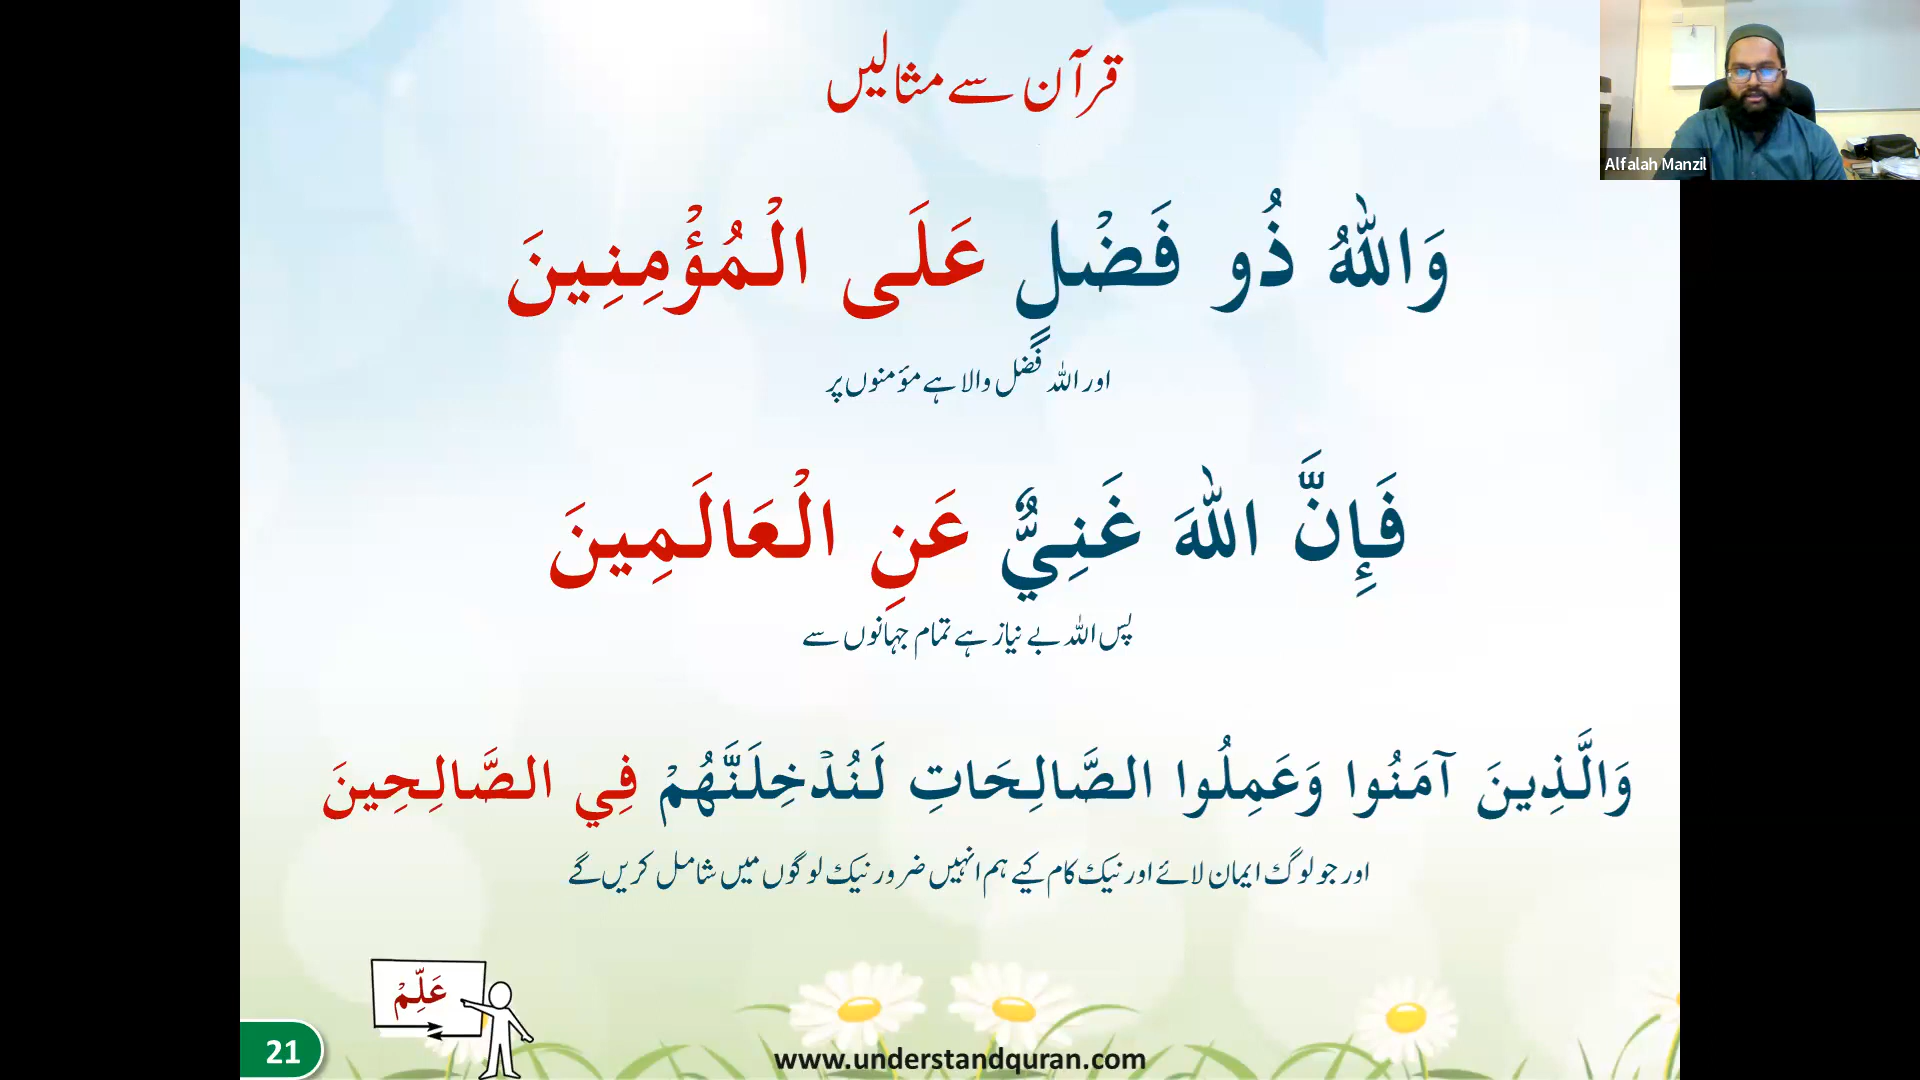 قرآن سے مثالیں
Alfalah Manzil
وَاللهُ ذُو فَضْلٍ عَلَى الْمُؤْمِنِينَ
اور اللہ فضل والا ہے مؤمنوں پر
فَإِنَّ اللهَ غَنِيٌّ عَنِ الْعَالَمِينَ
پس اللہ بے نیاز ہے تمام جہانوں سے
وَالَّذِينَ آمَنُوا وَعَمِلُوا الصَّالِحَاتِ لَنُدْخِلَنَّهُمْ فِي الصَّالِحِينَ
اور جو لوگ ایمان لائے اور نیک کام کیے ہم انہیں ضرور نیک لوگوں میں شامل کریں گے
عَلِّمْ
21
www.understandquran.com